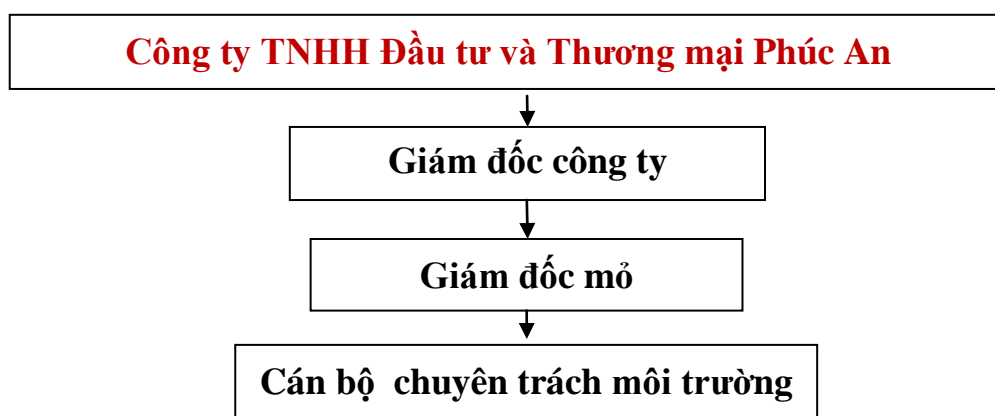 Công ty TNHH Đầu tư và Thương mại Phúc An
Giám đốc công ty
Giám đốc mỏ
Cán bộ chuyên trách môi trường